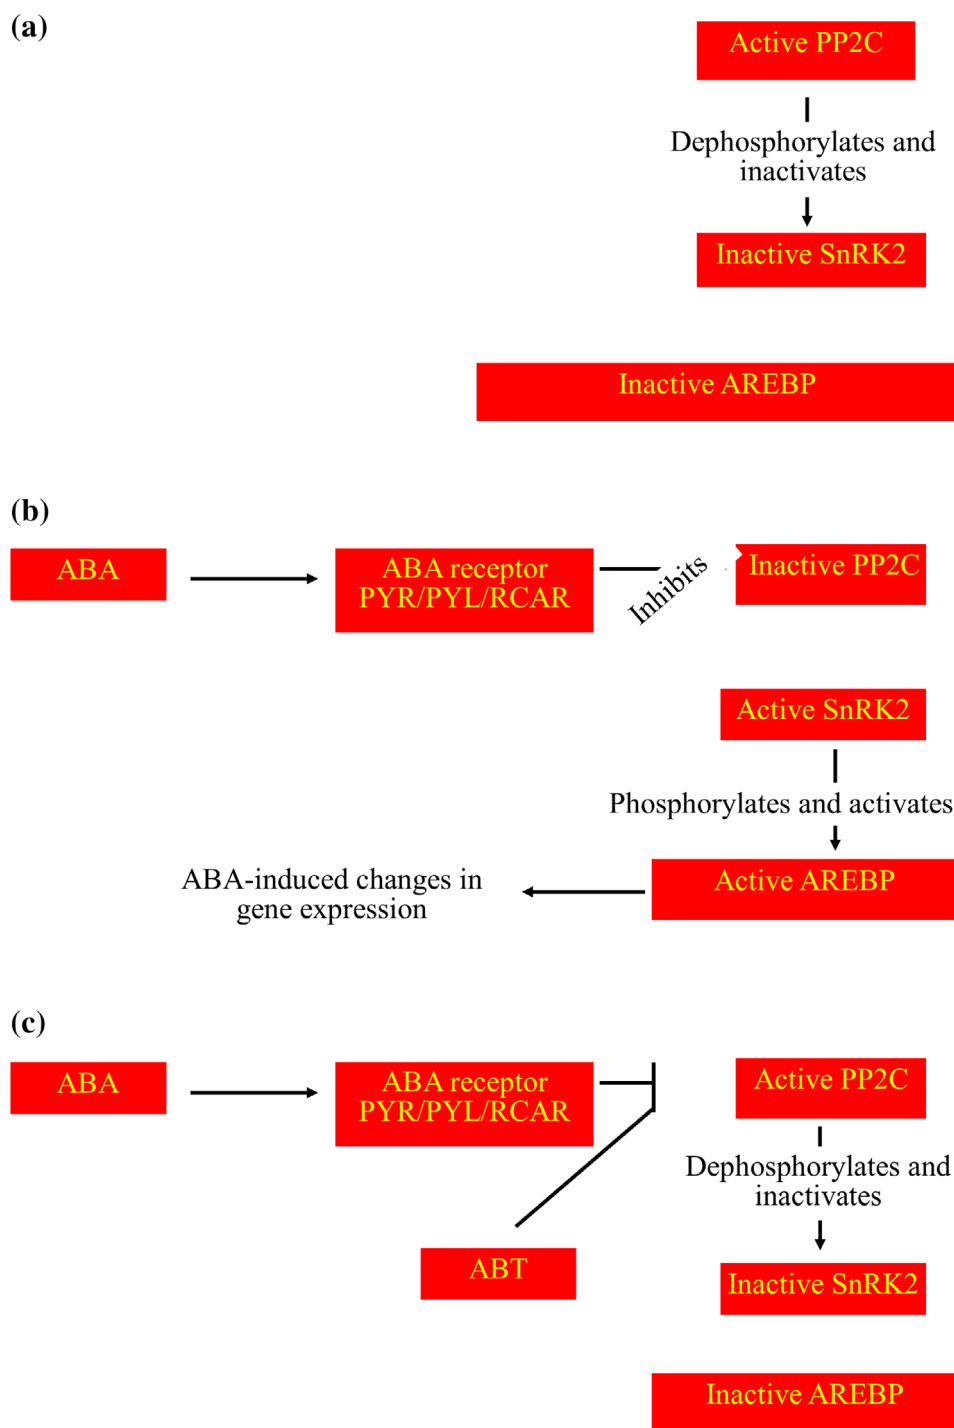 (a)
Active PP2C
Dephosphorylates and
inactivates
Inactive SnRK2
Inactive AREBP
(b)
ABA
ABA receptor
PYR/PYL/RCAR
Inhibits
Inactive PP2C
Active SnRK2
Phosphorylates and activates
Active AREBP
ABA-induced changes in
gene expression
(c)
ABA
ABA receptor
PYR/PYL/RCAR
Active PP2C
Dephosphorylates and
inactivates
ABT
Inactive SnRK2
Inactive AREBP